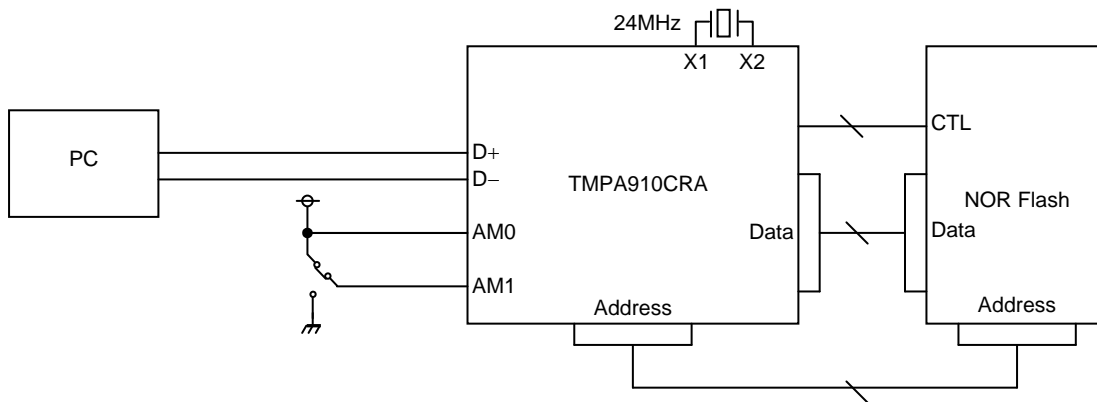 24MHz
X1 X2
PC
D+
D−
AM0
AM1
TMPA910CRA
Data
Address
CTL
NOR Flash
Data
Address